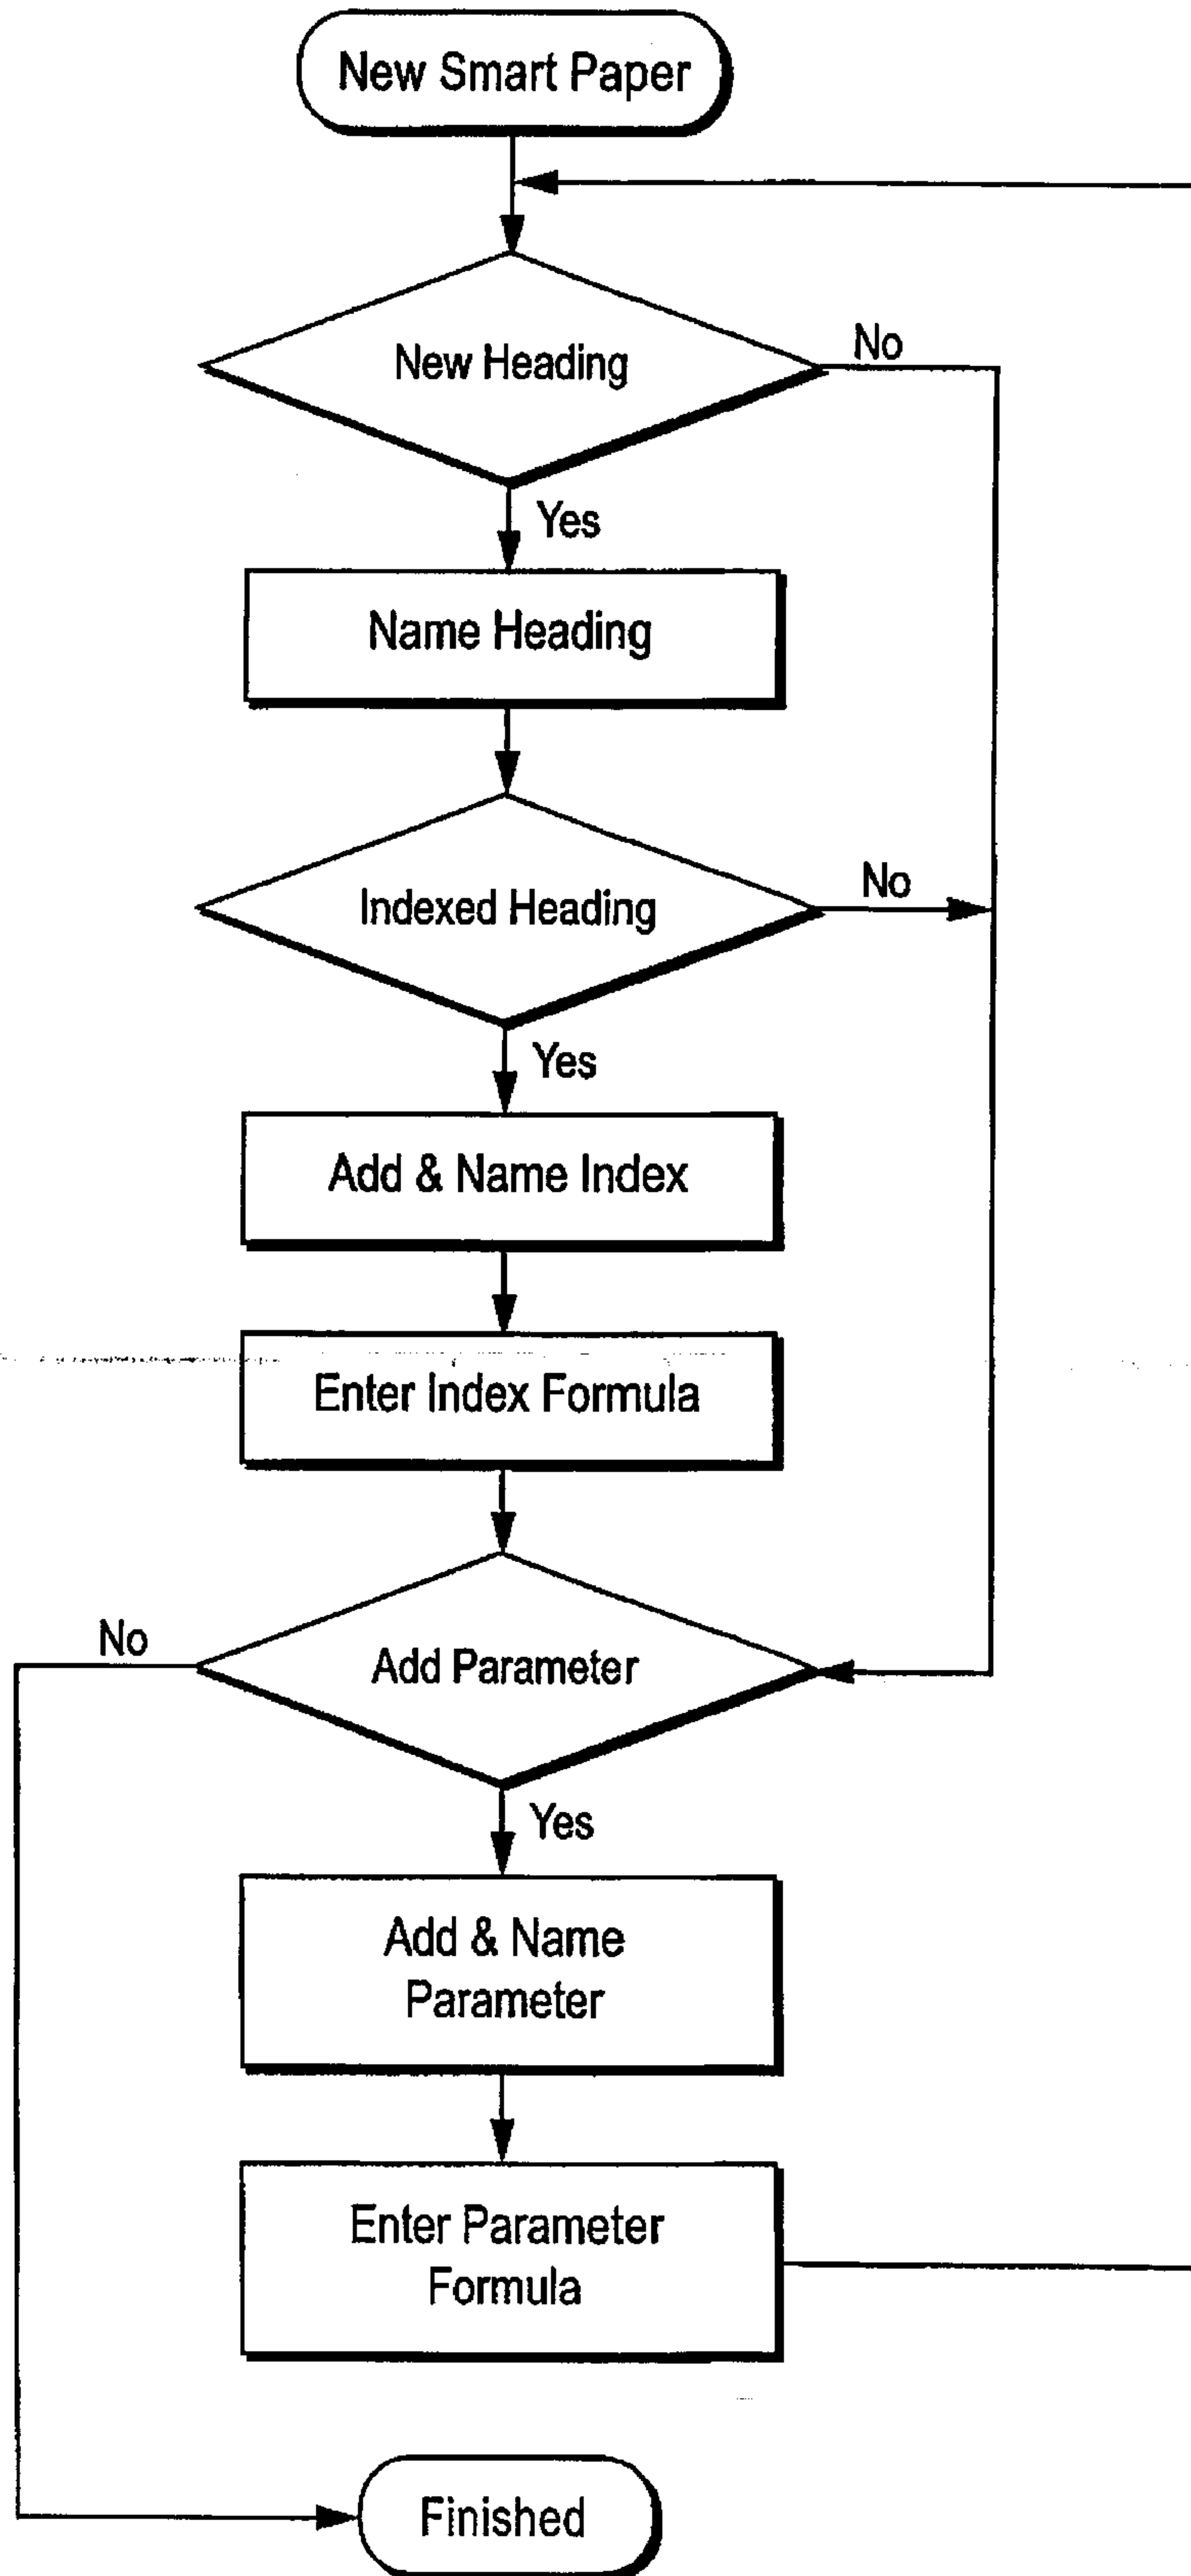 New Smart Paper
New Heading
No
Yes
Name Heading
Indexed Heading
No
Yes
Add & Name Index
Enter Index Formula
No
Add Parameter
Yes
Add & Name
Parameter
Enter Parameter
Formula
Finished